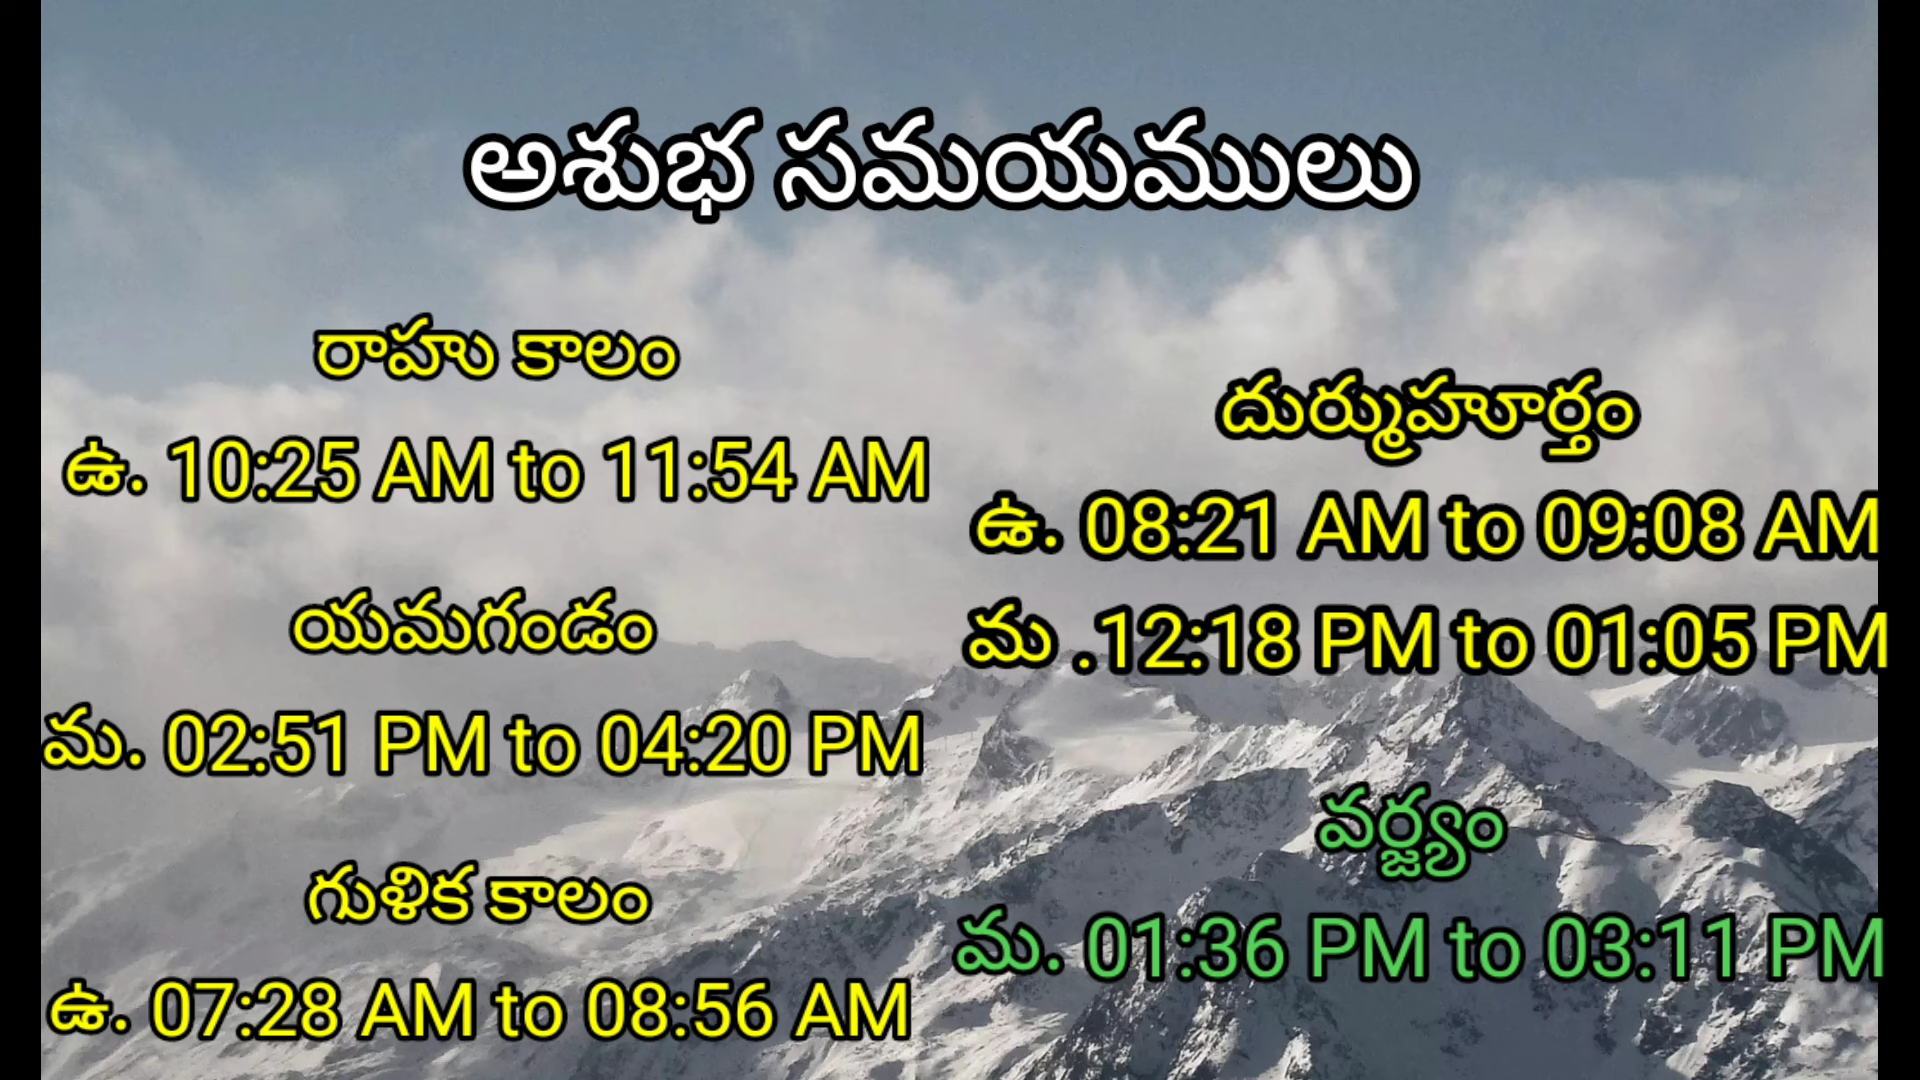 అశుభ సమయములు
రాహు కాలం
ఉ. 10:25 AM to 11:54 AM
యమగండం
మ. 02:51 PM to 04:20 PM
గుళిక కాలం
ఉ. 07:28 AM to 08:56 AM
దుర్ముహూర్తం
ఉ. 08:21 AM to 09:08 AM
మ .12:18 PM to 01:05 PM
వర్జ్యం
మ. 01:36 PM to 03:11 PM